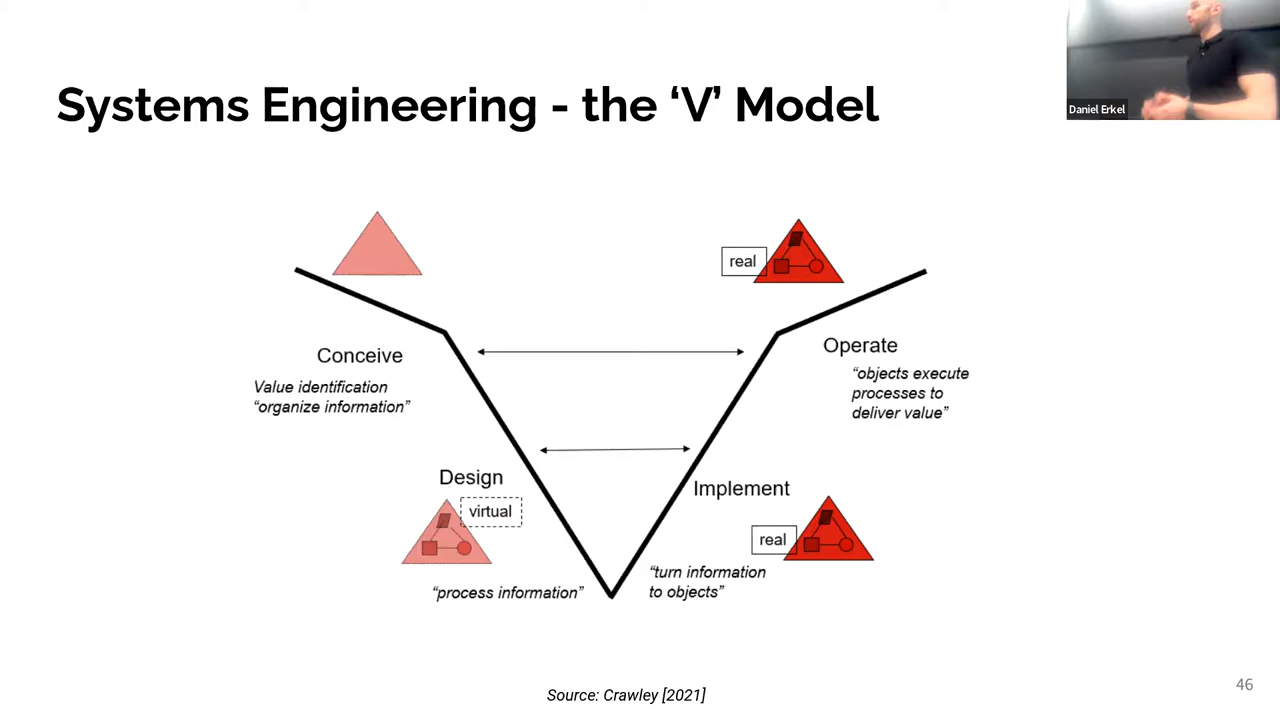 Systems Engineering - the ‘V’ Model
Daniel Erkel
real
Conceive
Value identification
“organize information”
Operate
“objects execute
processes to
deliver value”
Design
virtual
“process information”
Implement
real
“turn information
to objects”
Source: Crawley [2021]
46